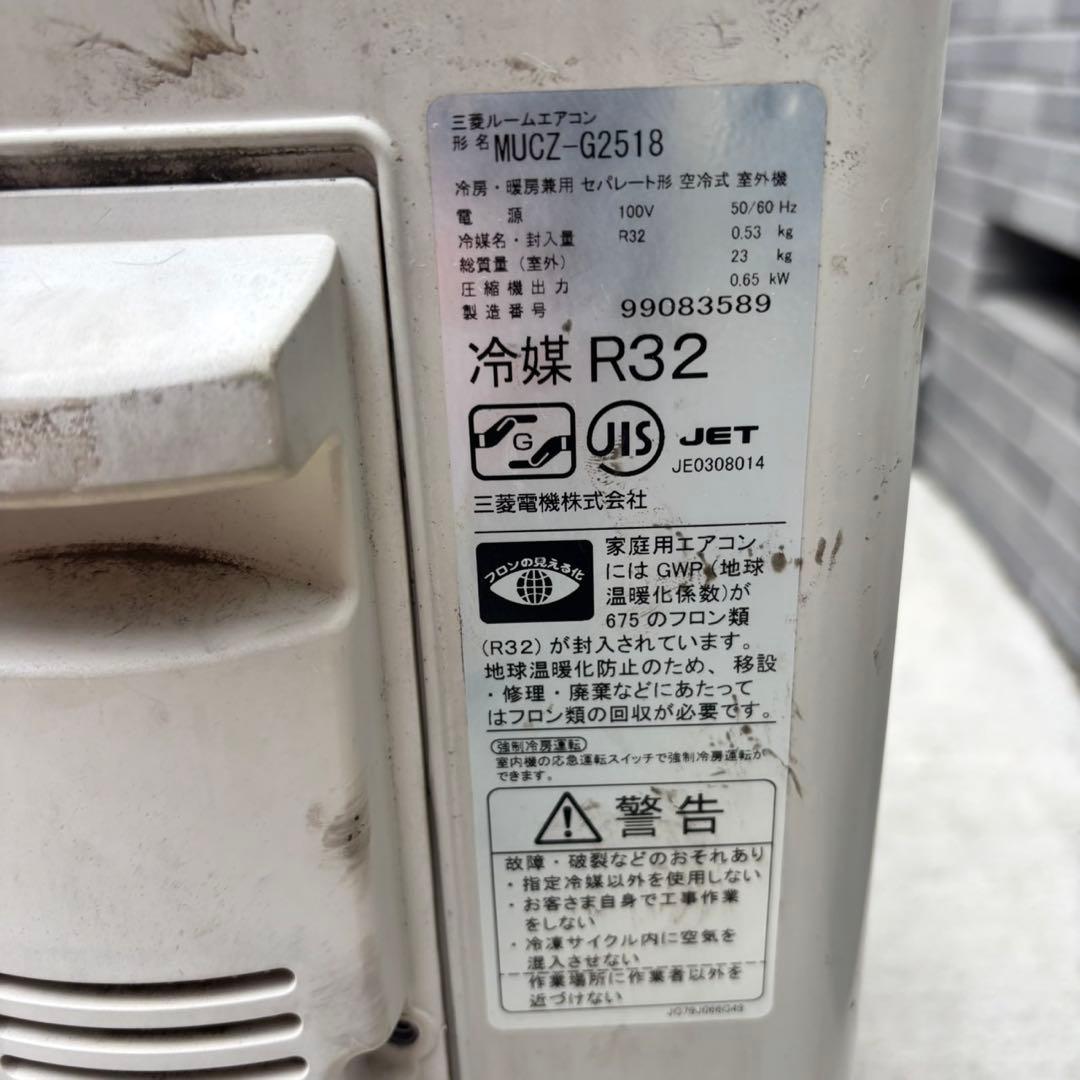 三菱ルームエアコン
形名 MUCZ-G2518
冷房・暖房兼用 セパレート形 空冷式 室外機
電源 100V 50/60 Hz
冷媒名・封入量 R32 0.53 kg
総質量（室外） 23 kg
圧縮機出力 0.65 kW
製造番号 99083589
冷媒 R32
G JIS JET
JE0308014
三菱電機株式会社
フロンの見える化
家庭用エアコン
にはGWP(地球
温暖化係数)が
675のフロン類
(R32)が封入されています。
地球温暖化防止のため、移設
・修理・廃棄などにあたって
はフロン類の回収が必要です。
強制冷房運転
室内機の応急運転スイッチで強制冷房運転が
できます。
警告
故障・破裂などのおそれあり
・指定冷媒以外を使用しない
・お客さま自身で工事作業
をしない
・冷凍サイクル内に空気を
混入させない
作業場所に作業者以外を
近づけない